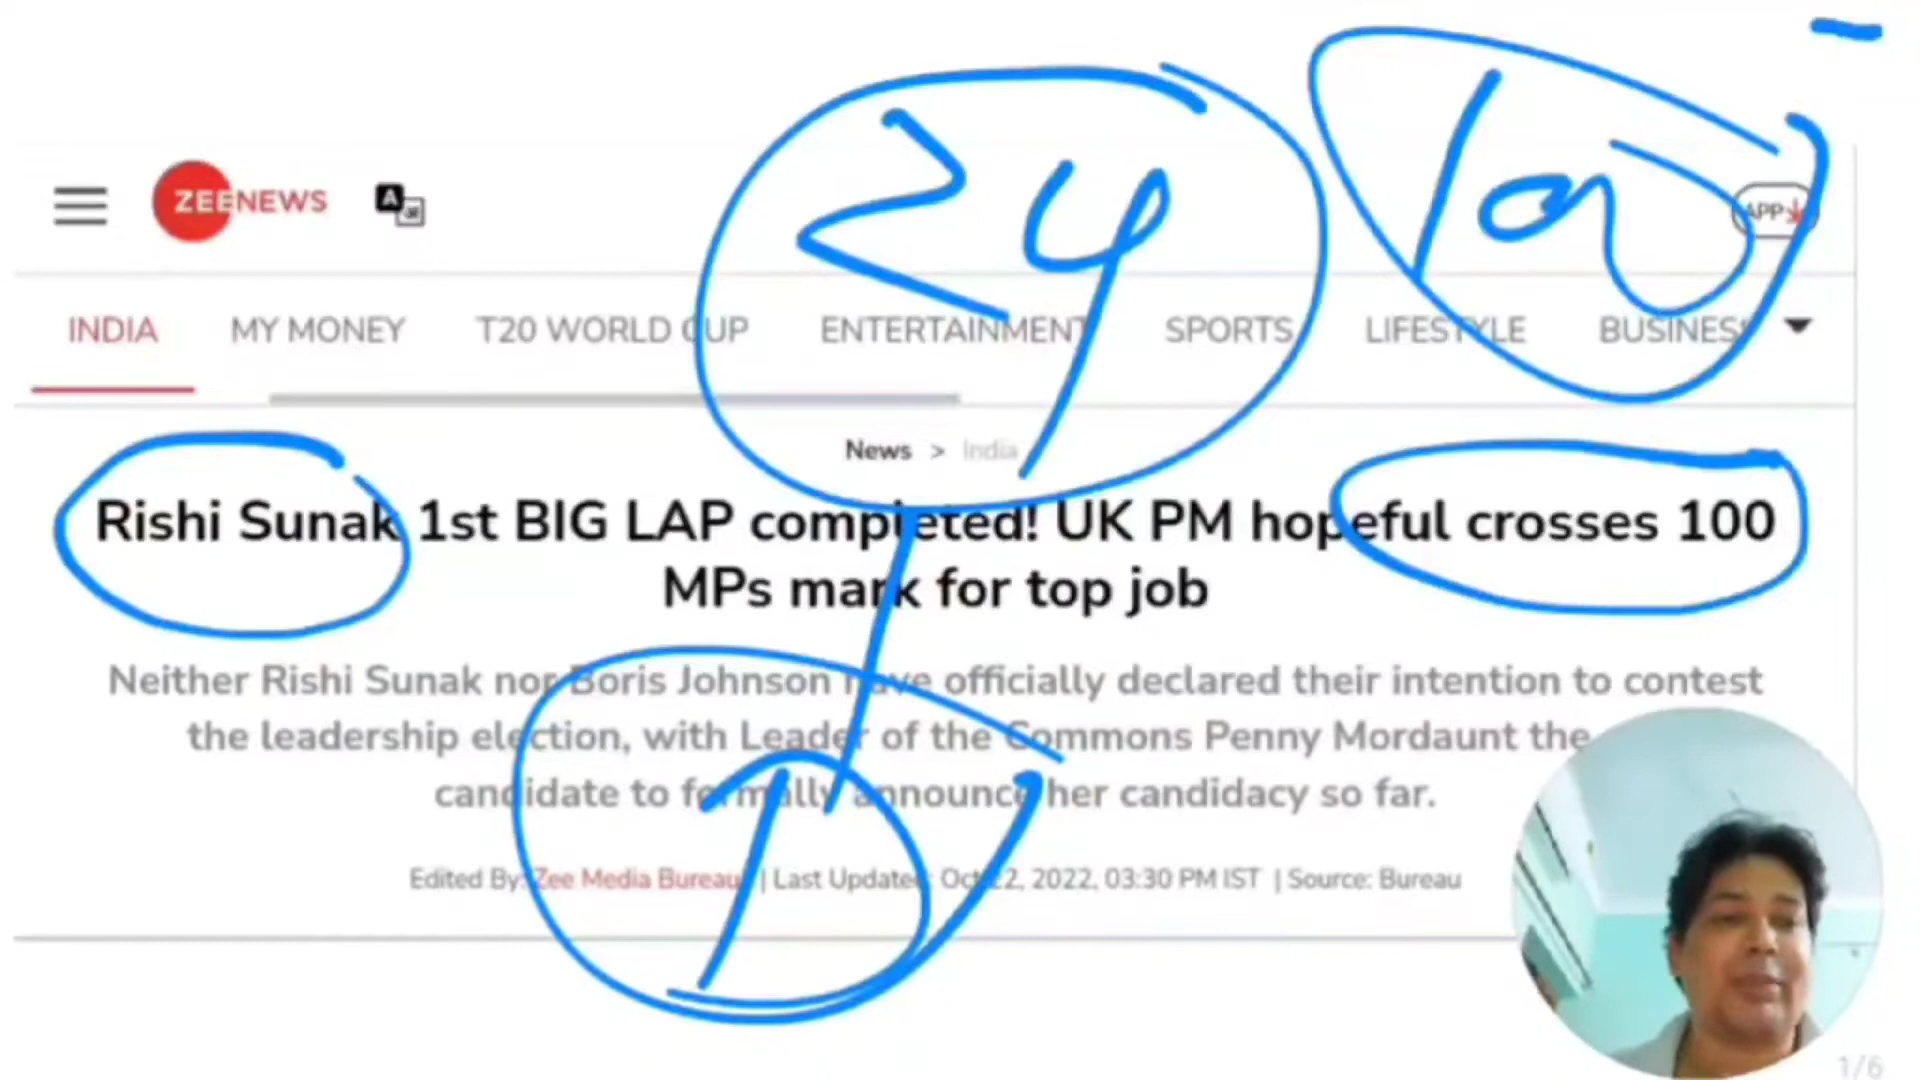 24
100
ZEENEWS
A
APP
INDIA MY MONEY T20 WORLD CUP ENTERTAINMENT SPORTS LIFESTYLE BUSINESS
News > India
Rishi Sunak 1st BIG LAP completed! UK PM hopeful crosses 100
MPs mark for top job
Neither Rishi Sunak nor Boris Johnson have officially declared their intention to contest
the leadership election, with Leader of the Commons Penny Mordaunt the
candidate to formally announce her candidacy so far.
D
Edited By: Zee Media Bureau | Last Updated: Oct 22, 2022, 03:30 PM IST | Source: Bureau
1/6